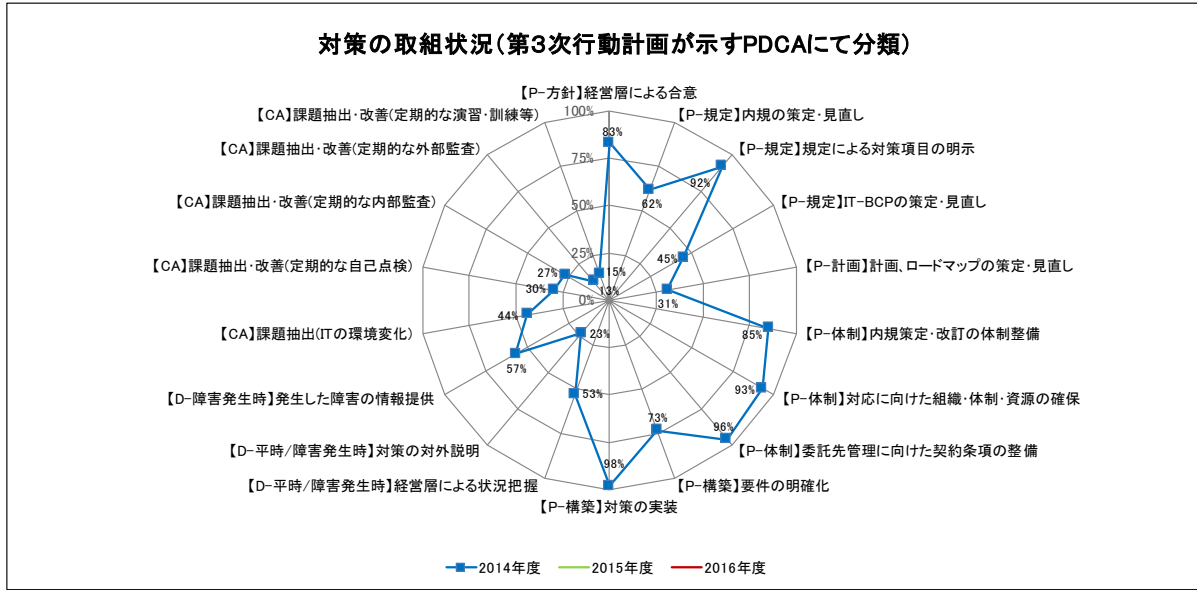 対策の取組状況(第3次行動計画が示すPDCAにて分類)
【P-方針】経営層による合意
【P-規定】内規の策定・見直し
【P-規定】規定による対策項目の明示
【P-規定】IT-BCPの策定・見直し
【P-計画】計画、ロードマップの策定・見直し
【P-体制】内規策定・改訂の体制整備
【P-体制】対応に向けた組織・体制・資源の確保
【P-体制】委託先管理に向けた契約条項の整備
【P-構築】要件の明確化
【P-構築】対策の実装
【D-平時/障害発生時】経営層による状況把握
【D-平時/障害発生時】対策の対外説明
【D-障害発生時】発生した障害の情報提供
【CA】課題抽出(ITの環境変化)
【CA】課題抽出・改善(定期的な自己点検)
【CA】課題抽出・改善(定期的な内部監査)
【CA】課題抽出・改善(定期的な外部監査)
【CA】課題抽出・改善(定期的な演習・訓練等)
100%
75%
50%
25%
0%
83%
62%
92%
45%
31%
85%
93%
96%
73%
98%
53%
23%
57%
44%
30%
27%
13%
15%
2014年度
2015年度
2016年度